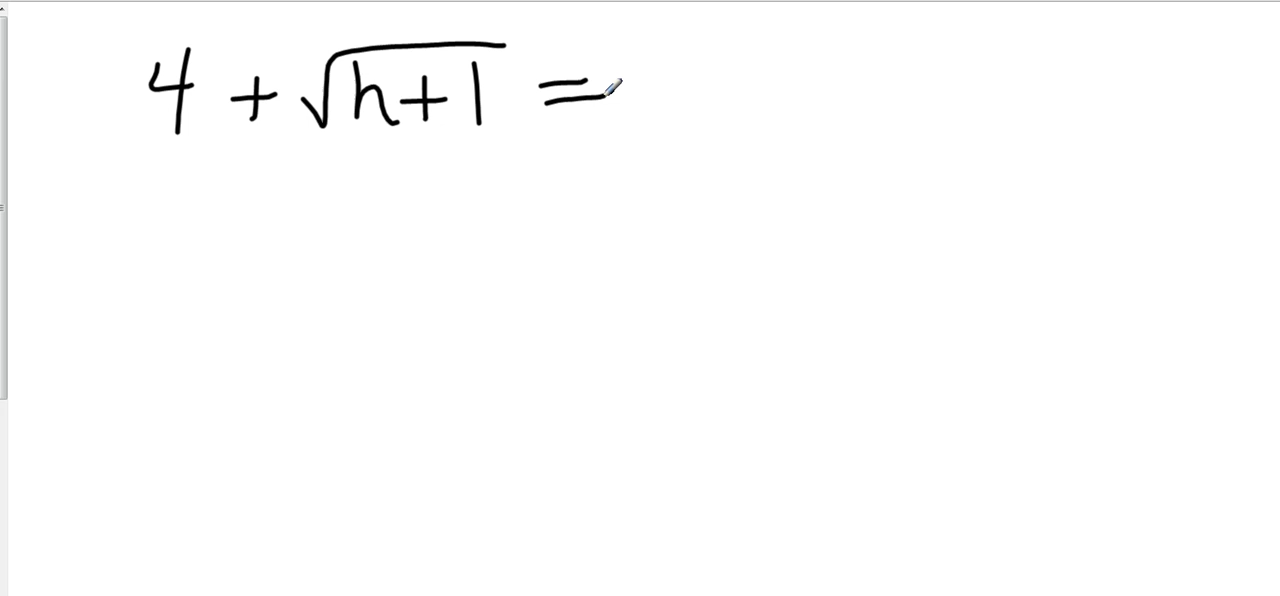 4 + √(h+1) =